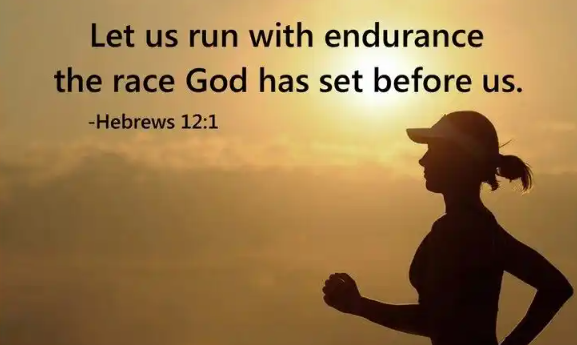 Let us run with endurance
the race God has set before us.
-Hebrews 12:1